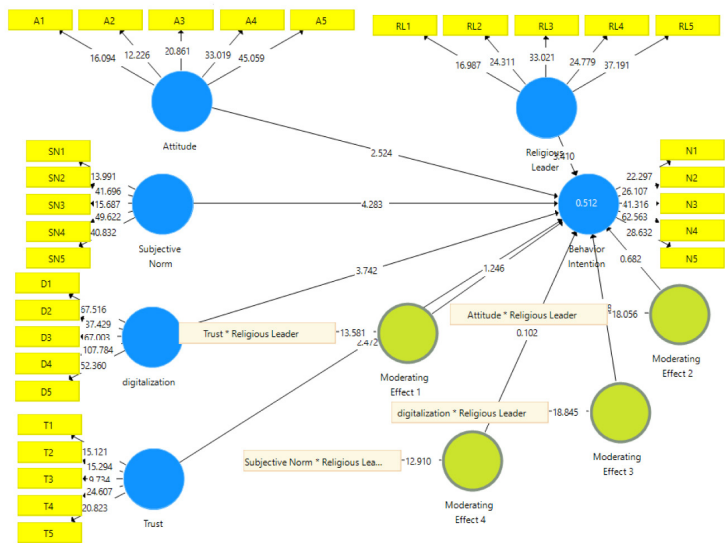 A1
A2
A3
A4
A5
16.094
12.226
20.861
33.019
45.059
Attitude
RL1
RL2
RL3
RL4
RL5
16.987
24.311
33.021
24.779
37.191
Religious
Leader
3.410
2.524
SN1
SN2
SN3
SN4
SN5
13.991
41.696
15.687
49.622
40.832
Subjective
Norm
4.283
0.512
Behavior
Intention
N1
N2
N3
N4
N5
22.297
26.107
41.316
62.563
28.632
D1
D2
D3
D4
D5
67.516
37.429
67.003
107.784
52.360
digitalization
3.742
1.246
0.682
Trust * Religious Leader
13.581
2.472
Moderating
Effect 1
Attitude * Religious Leader
18.056
0.102
Moderating
Effect 2
digitalization * Religious Leader
18.845
Moderating
Effect 3
Subjective Norm * Religious Lea...
12.910
Moderating
Effect 4
T1
T2
T3
T4
T5
15.121
15.294
9.734
24.607
20.823
Trust